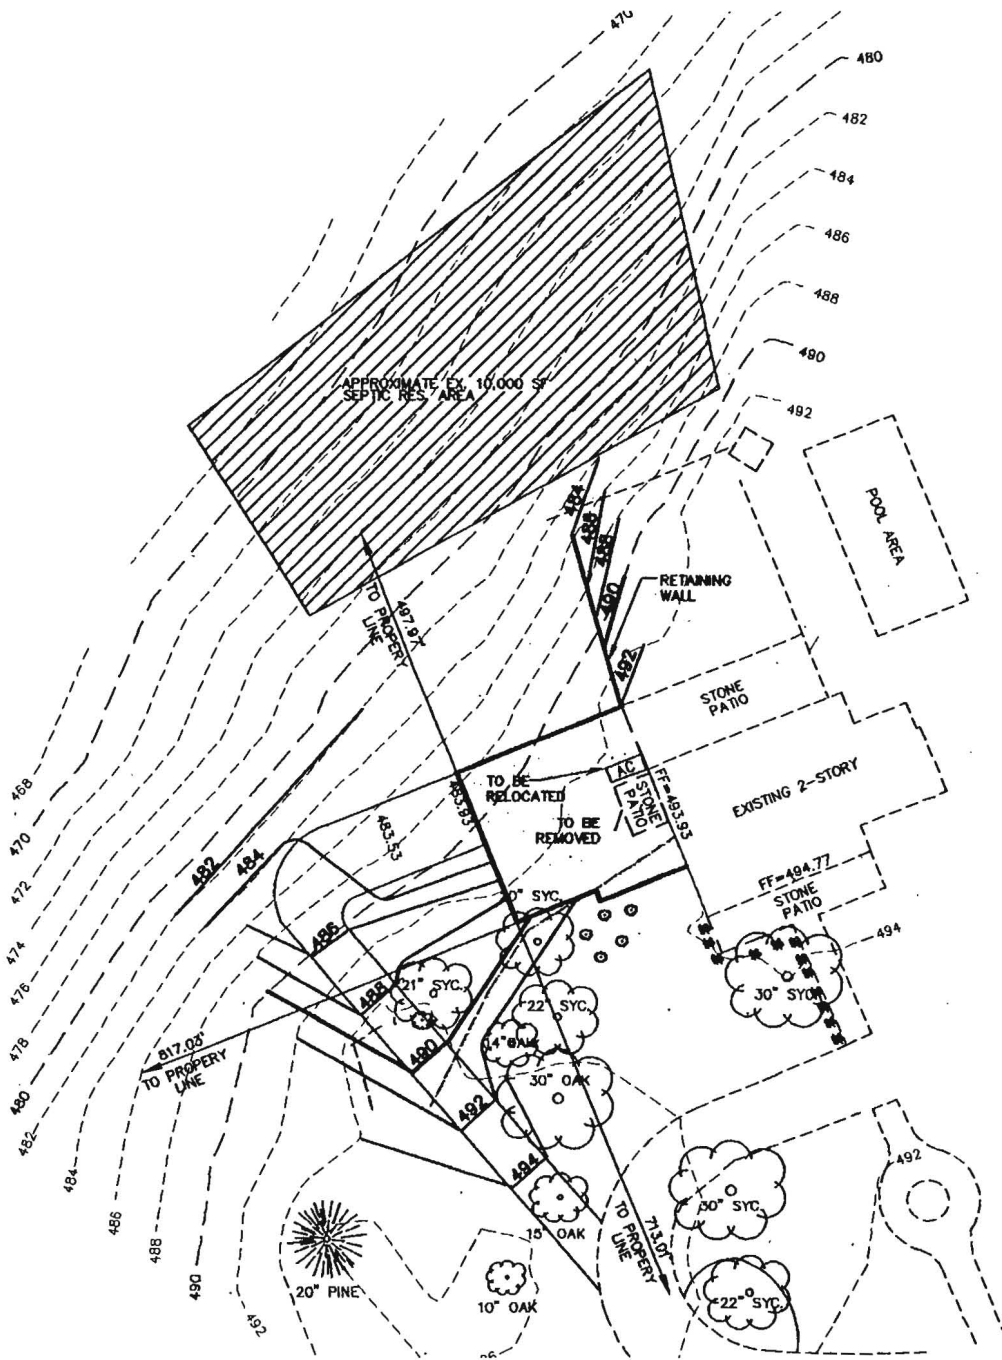 470
480
482
484
486
488
490
492
APPROXIMATE EX. 10,000 SF
SEPTIC RES. AREA
POOL AREA
484
488
490
492
RETAINING
WALL
497.97'
TO PROPERY
LINE
STONE
PATIO
EXISTING 2-STORY
FF=493.93
AC
STONE
PATIO
TO BE
RELOCATED
TO BE
REMOVED
483.53
FF=494.77
STONE
PATIO
468
470
472
474
476
478
480
482
484
486
488
490
492
482
484
486
488
490
492
494
494
21" SYC.
22" SYC.
30" OAK
30" SYC.
817.03'
TO PROPERY
LINE
713.01'
TO PROPERY
LINE
492
30" SYC.
22" SYC.
15" OAK
10" OAK
20" PINE